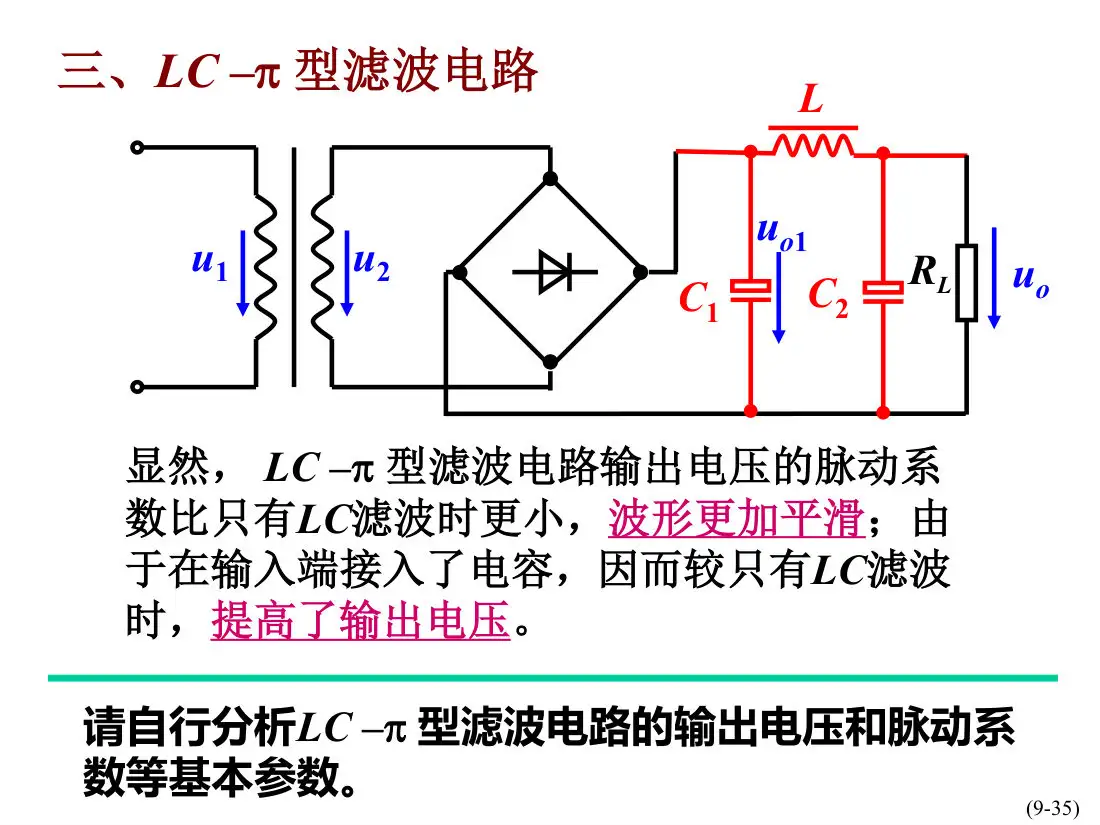 三、LC –π 型滤波电路
L
u1
u2
uo1
C1
C2
RL
uo
显然， LC –π 型滤波电路输出电压的脉动系
数比只有LC滤波时更小，波形更加平滑；由
于在输入端接入了电容，因而较只有LC滤波
时，提高了输出电压。
请自行分析LC –π 型滤波电路的输出电压和脉动系
数等基本参数。
(9-35)